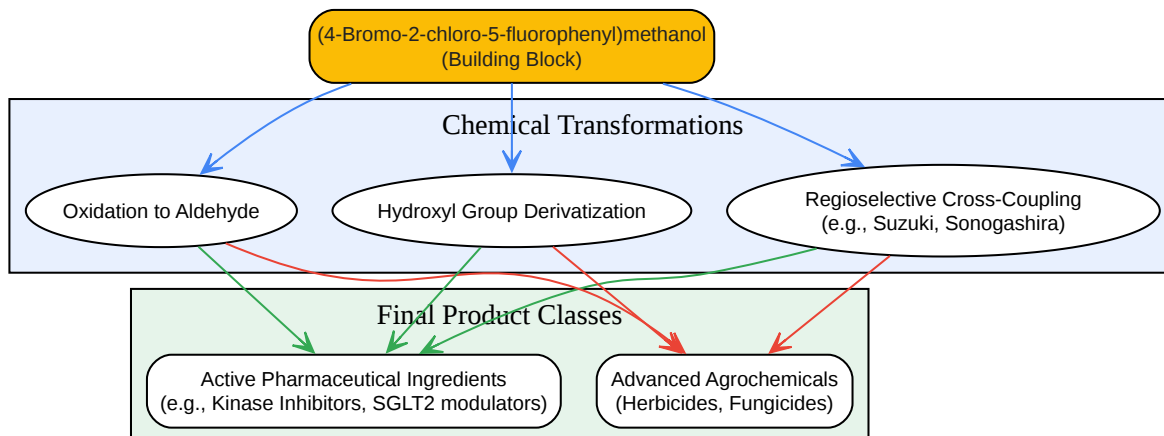 (4-Bromo-2-chloro-5-fluorophenyl)methanol
(Building Block)
Chemical Transformations
Oxidation to Aldehyde
Hydroxyl Group Derivatization
Regioselective Cross-Coupling
(e.g., Suzuki, Sonogashira)
Final Product Classes
Active Pharmaceutical Ingredients
(e.g., Kinase Inhibitors, SGLT2 modulators)
Advanced Agrochemicals
(Herbicides, Fungicides)